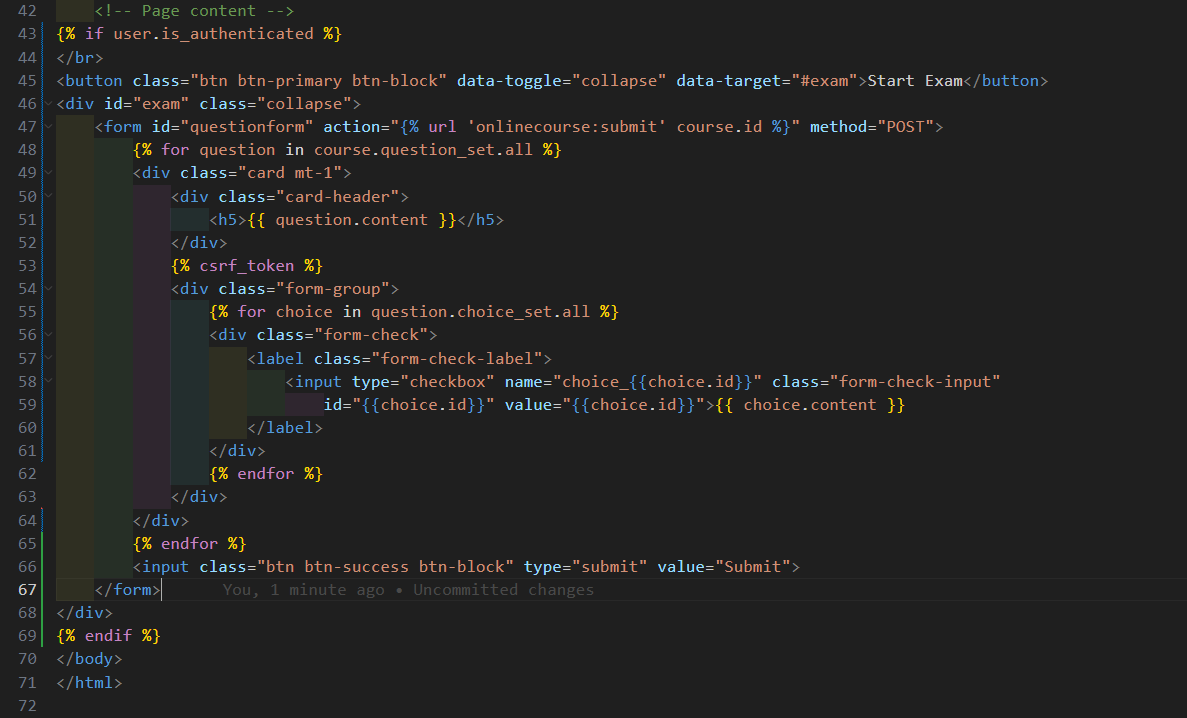 42 <!-- Page content -->
43 {% if user.is_authenticated %}
44 </br>
45 <button class="btn btn-primary btn-block" data-toggle="collapse" data-target="#exam">Start Exam</button>
46 <div id="exam" class="collapse">
47 <form id="questionform" action="{% url 'onlinecourse:submit' course.id %}" method="POST">
48 {% for question in course.question_set.all %}
49 <div class="card mt-1">
50 <div class="card-header">
51 <h5>{{ question.content }}</h5>
52 </div>
53 {% csrf_token %}
54 <div class="form-group">
55 {% for choice in question.choice_set.all %}
56 <div class="form-check">
57 <label class="form-check-label">
58 <input type="checkbox" name="choice_{{choice.id}}" class="form-check-input"
59 id="{{choice.id}}" value="{{choice.id}}">{{ choice.content }}
60 </label>
61 </div>
62 {% endfor %}
63 </div>
64 </div>
65 {% endfor %}
66 <input class="btn btn-success btn-block" type="submit" value="Submit">
67 </form> You, 1 minute ago • Uncommitted changes
68 </div>
69 {% endif %}
70 </body>
71 </html>
72